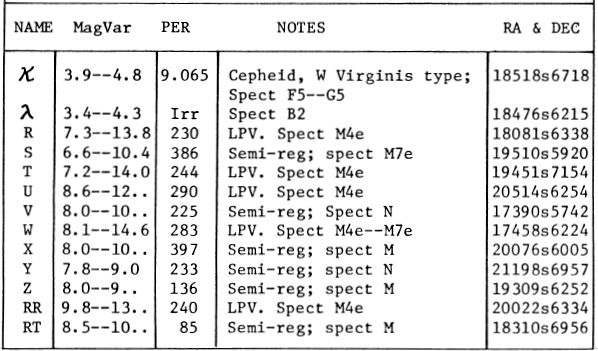 NAME MagVar PER NOTES RA & DEC
ϰ 3.9--4.8 9.065 Cepheid, W Virginis type; 18518s6718
Spect F5--G5
λ 3.4--4.3 Irr Spect B2 18476s6215
R 7.3--13.8 230 LPV. Spect M4e 18081s6338
S 6.6--10.4 386 Semi-reg; spect M7e 19510s5920
T 7.2--14.0 244 LPV. Spect M4e 19451s7154
U 8.6--12.. 290 LPV. Spect M4e 20514s6254
V 8.0--10.. 225 Semi-reg; Spect N 17390s5742
W 8.1--14.6 283 LPV. Spect M4e--M7e 17458s6224
X 8.0--10.. 397 Semi-reg; spect M 20076s6005
Y 7.8--9.0 233 Semi-reg; spect N 21198s6957
Z 8.0--9.. 136 Semi-reg; spect M 19309s6252
RR 9.8--13.. 240 LPV. Spect M4e 20022s6334
RT 8.5--10.. 85 Semi-reg; spect M 18310s6956